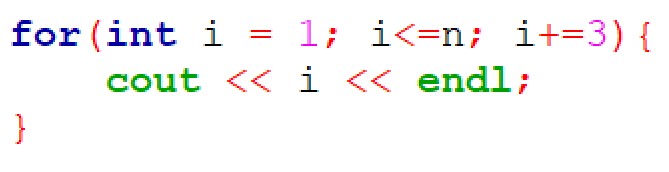 for(int i = 1; i<=n; i+=3){
    cout << i << endl;
}